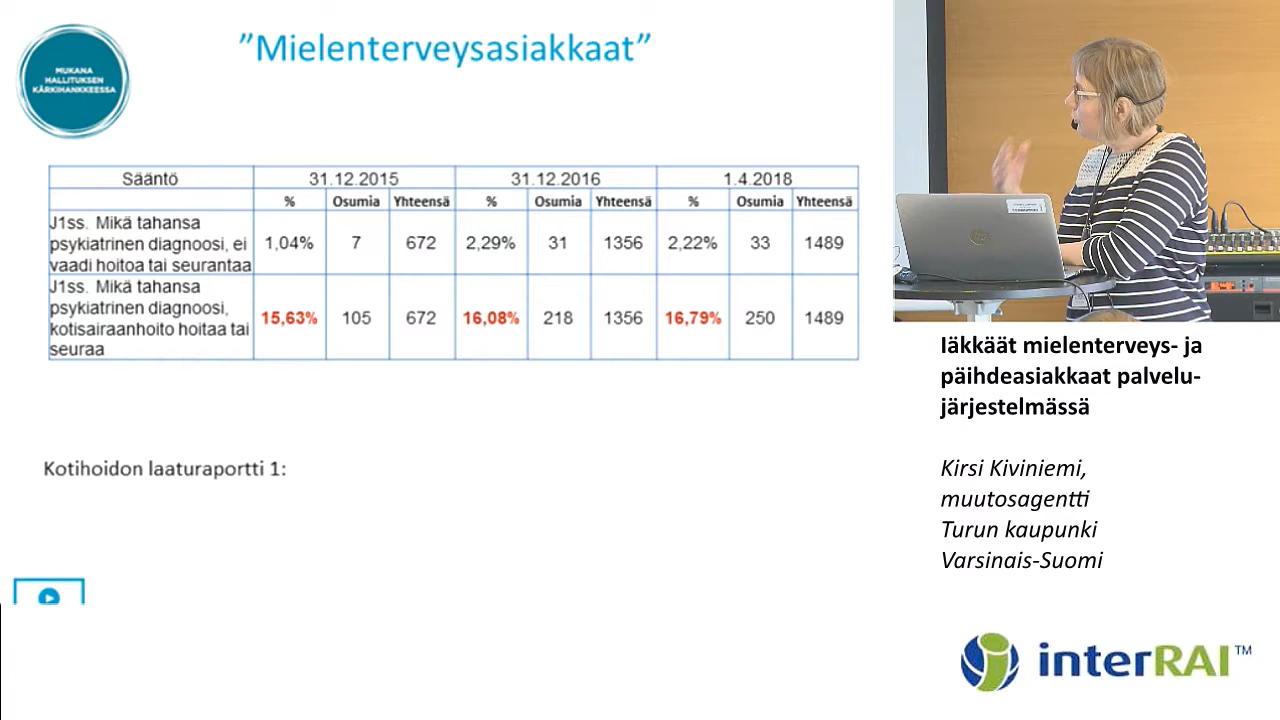 MUKANA
HALLITUKSEN
KÄRKIHANKKEESSA
”Mielenterveysasiakkaat”
Sääntö 31.12.2015 31.12.2016 1.4.2018
% Osumia Yhteensä % Osumia Yhteensä % Osumia Yhteensä
J1ss. Mikä tahansa
psykiatrinen diagnoosi, ei
vaadi hoitoa tai seurantaa
1,04% 7 672 2,29% 31 1356 2,22% 33 1489
J1ss. Mikä tahansa
psykiatrinen diagnoosi,
kotisairaanhoito hoitaa tai
seuraa
15,63% 105 672 16,08% 218 1356 16,79% 250 1489
Kotihoidon laaturaportti 1:
Iäkkäät mielenterveys- ja
päihdeasiakkaat palvelu-
järjestelmässä
Kirsi Kiviniemi,
muutosagentti
Turun kaupunki
Varsinais-Suomi
interRAI™